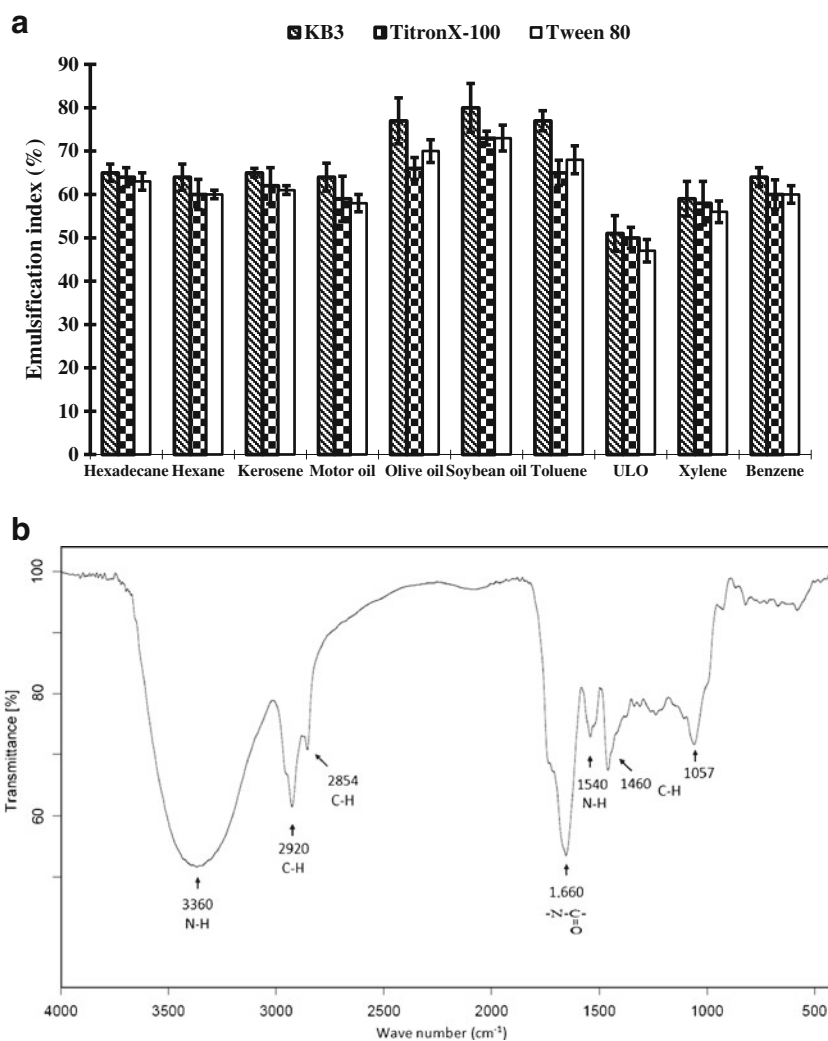 a
KB3 TitronX-100 Tween 80
Emulsification index (%)
90
80
70
60
50
40
30
20
10
0
Hexadecane Hexane Kerosene Motor oil Olive oil Soybean oil Toluene ULO Xylene Benzene
b
Transmittance [%]
100
80
60
2854
C-H
2920
C-H
3360
N-H
1540
N-H
1460
C-H
1057
1.660
-N-C-
O
4000 3500 3000 2500 2000 1500 1000 500
Wave number (cm⁻¹)